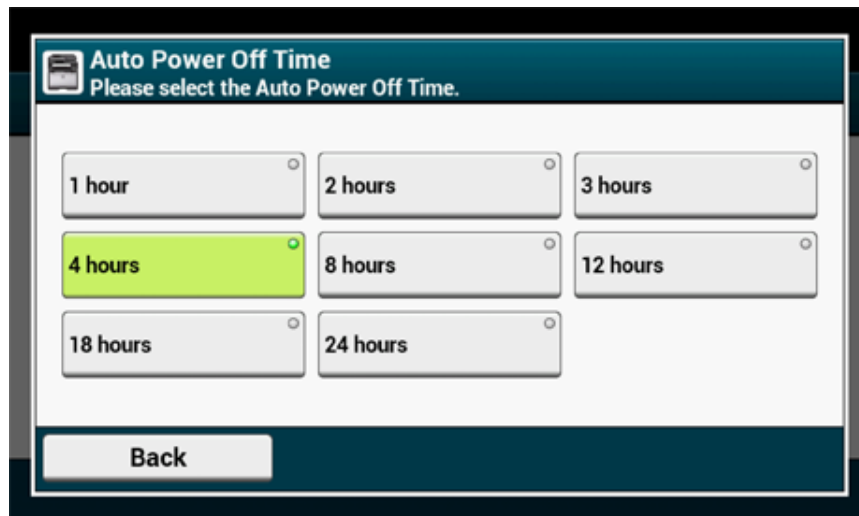 Auto Power Off Time
Please select the Auto Power Off Time.
1 hour
2 hours
3 hours
4 hours
8 hours
12 hours
18 hours
24 hours
Back